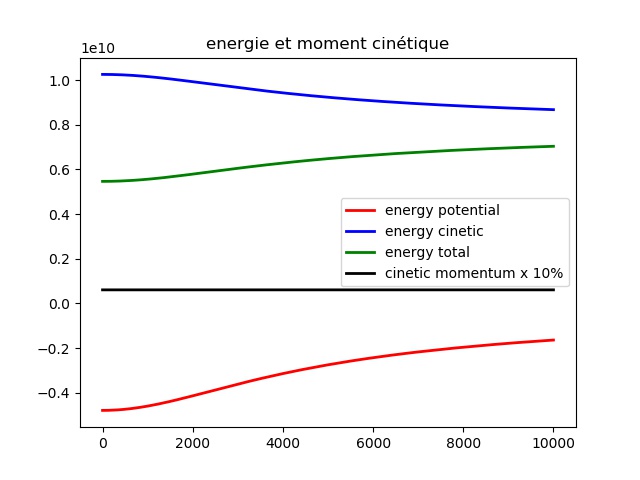 energie et moment cinétique
1e10
1.0
0.8
0.6
0.4
0.2
0.0
−0.2
−0.4
energy potential
energy cinetic
energy total
cinetic momentum x 10%
0 2000 4000 6000 8000 10000